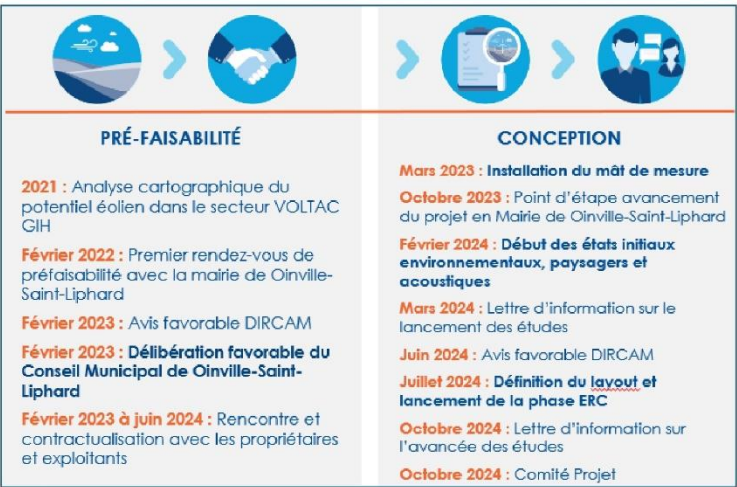 PRÉ-FAISABILITÉ
2021 : Analyse cartographique du
potentiel éolien dans le secteur VOLTAC
GIH
Février 2022 : Premier rendez-vous de
préfaisabilité avec la mairie de Oinville-
Saint-Liphard
Février 2023 : Avis favorable DIRCAM
Février 2023 : Délibération favorable du
Conseil Municipal de Oinville-Saint-
Liphard
Février 2023 à juin 2024 : Rencontre et
contractualisation avec les propriétaires
et exploitants
CONCEPTION
Mars 2023 : Installation du mât de mesure
Octobre 2023 : Point d'étape avancement
du projet en Mairie de Oinville-Saint-Liphard
Février 2024 : Début des états initiaux
environnementaux, paysagers et
acoustiques
Mars 2024 : Lettre d'information sur le
lancement des études
Juin 2024 : Avis favorable DIRCAM
Juillet 2024 : Définition du layout et
lancement de la phase ERC
Octobre 2024 : Lettre d'information sur
l'avancée des études
Octobre 2024 : Comité Projet